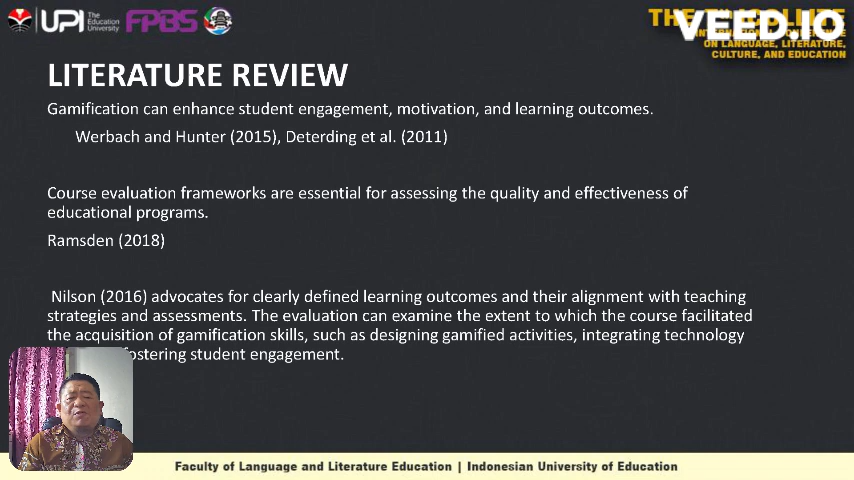 UPI
The
Education
University
FPBS
VEED.IO
ON LANGUAGE, LITERATURE,
CULTURE, AND EDUCATION
LITERATURE REVIEW
Gamification can enhance student engagement, motivation, and learning outcomes.
Werbach and Hunter (2015), Deterding et al. (2011)
Course evaluation frameworks are essential for assessing the quality and effectiveness of
educational programs.
Ramsden (2018)
Nilson (2016) advocates for clearly defined learning outcomes and their alignment with teaching
strategies and assessments. The evaluation can examine the extent to which the course facilitated
the acquisition of gamification skills, such as designing gamified activities, integrating technology
fostering student engagement.
Faculty of Language and Literature Education | Indonesian University of Education